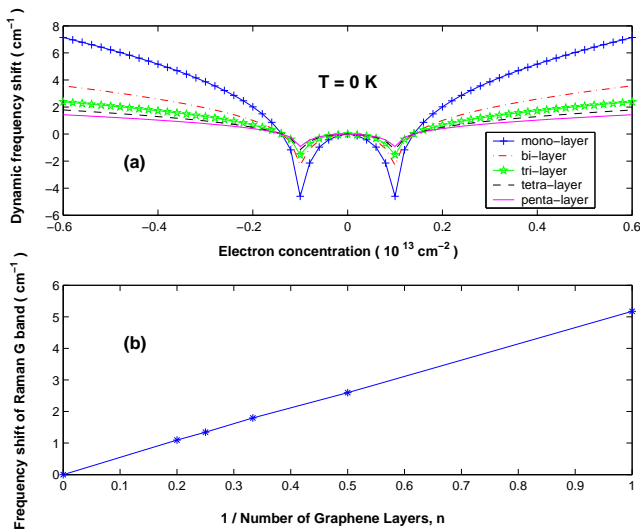 Dynamic frequency shift ( cm−1 )
8
6
4
2
0
−2
−4
−6
T = 0 K
(a)
mono−layer
bi−layer
tri−layer
tetra−layer
penta−layer
−0.6 −0.4 −0.2 0 0.2 0.4 0.6
Electron concentration ( 10 13 cm−2 )
Frequency shift of Raman G band ( cm−1 )
6
5
4
3
2
1
0
(b)
0 0.1 0.2 0.3 0.4 0.5 0.6 0.7 0.8 0.9 1
1 / Number of Graphene Layers, n